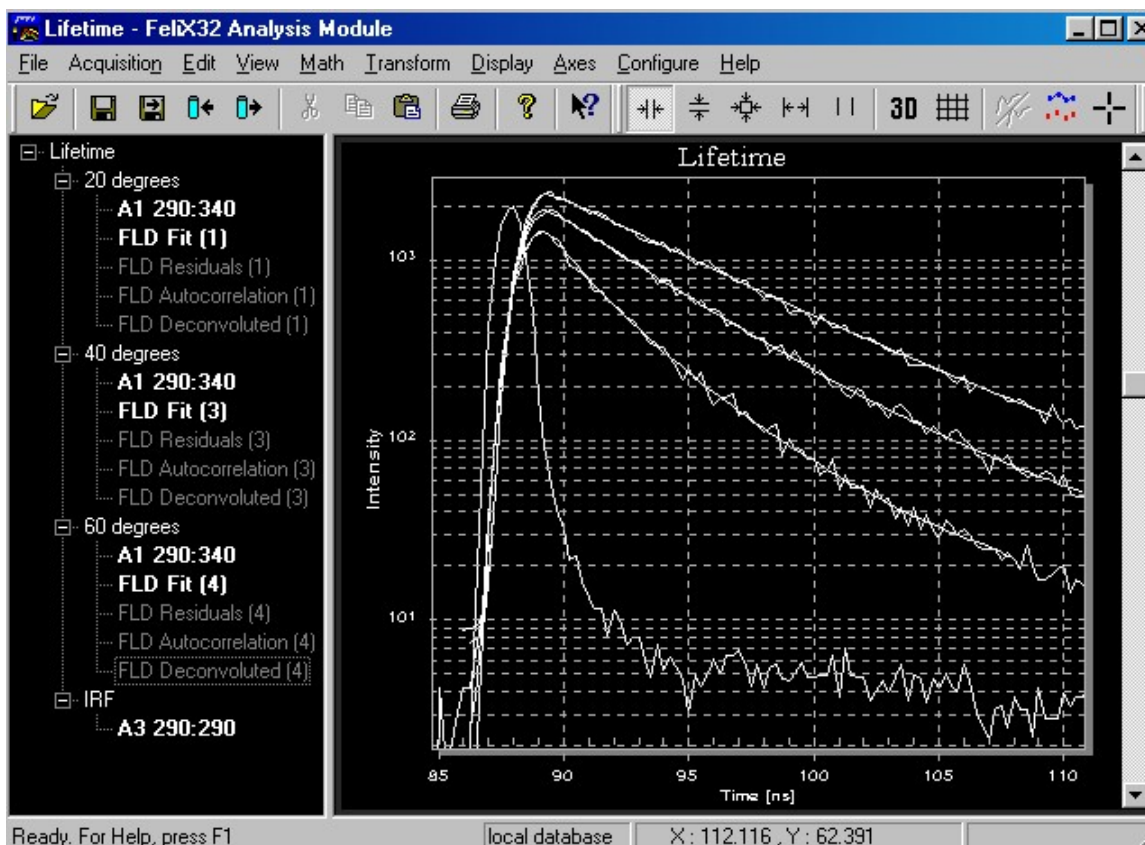 Lifetime - FeliX32 Analysis Module
File Acquisition Edit View Math Transform Display Axes Configure Help
3D
Lifetime
20 degrees
A1 290:340
FLD Fit (1)
FLD Residuals (1)
FLD Autocorrelation (1)
FLD Deconvoluted (1)
40 degrees
A1 290:340
FLD Fit (3)
FLD Residuals (3)
FLD Autocorrelation (3)
FLD Deconvoluted (3)
60 degrees
A1 290:340
FLD Fit (4)
FLD Residuals (4)
FLD Autocorrelation (4)
FLD Deconvoluted (4)
IRF
A3 290:290
Lifetime
Intensity
10³
10²
10¹
85 90 95 100 105 110
Time [ns]
Ready. For Help, press F1 local database X : 112.116 , Y : 62.391